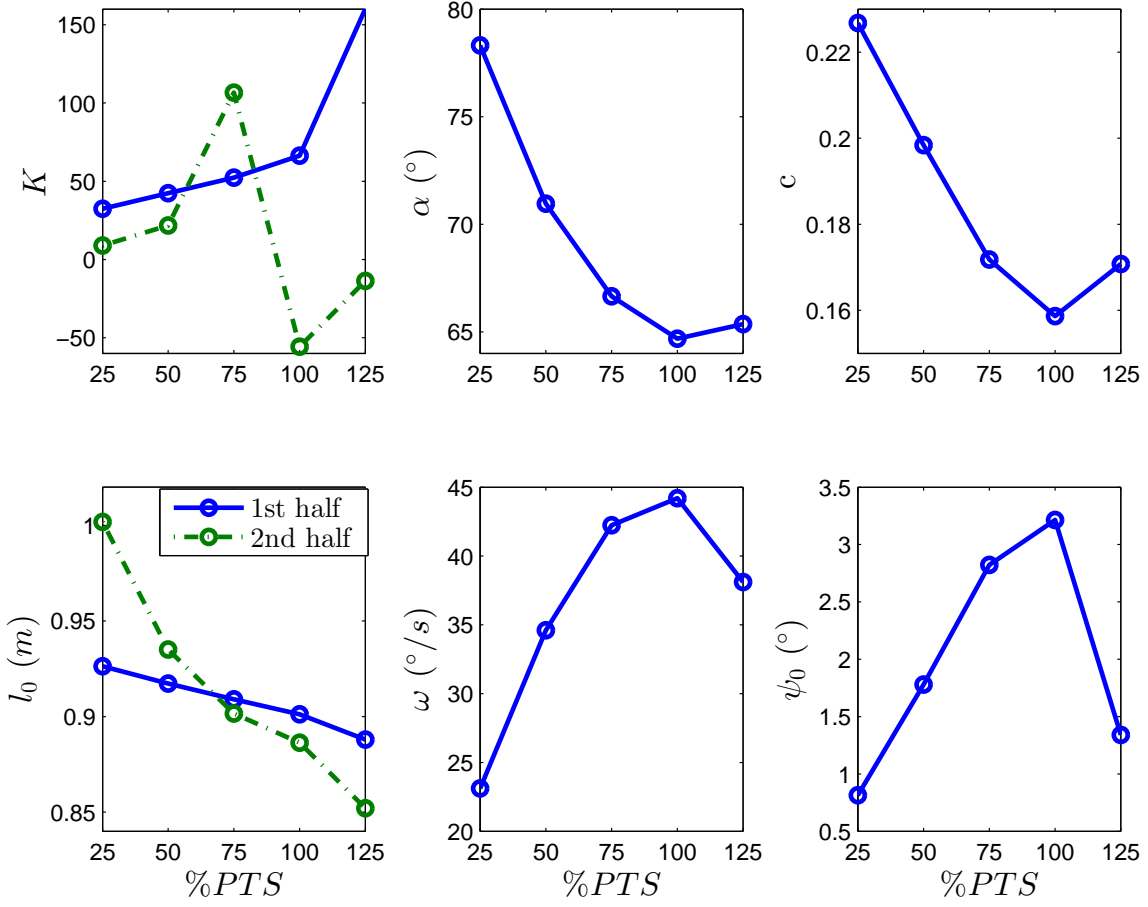 K
150
100
50
0
−50
25 50 75 100 125
α (°)
80
75
70
65
25 50 75 100 125
c
0.22
0.2
0.18
0.16
25 50 75 100 125
l₀ (m)
1
0.95
0.9
0.85
1st half
2nd half
25 50 75 100 125
%PTS
ω (°/s)
45
40
35
30
25
20
25 50 75 100 125
%PTS
ψ₀ (°)
3.5
3
2.5
2
1.5
1
0.5
25 50 75 100 125
%PTS